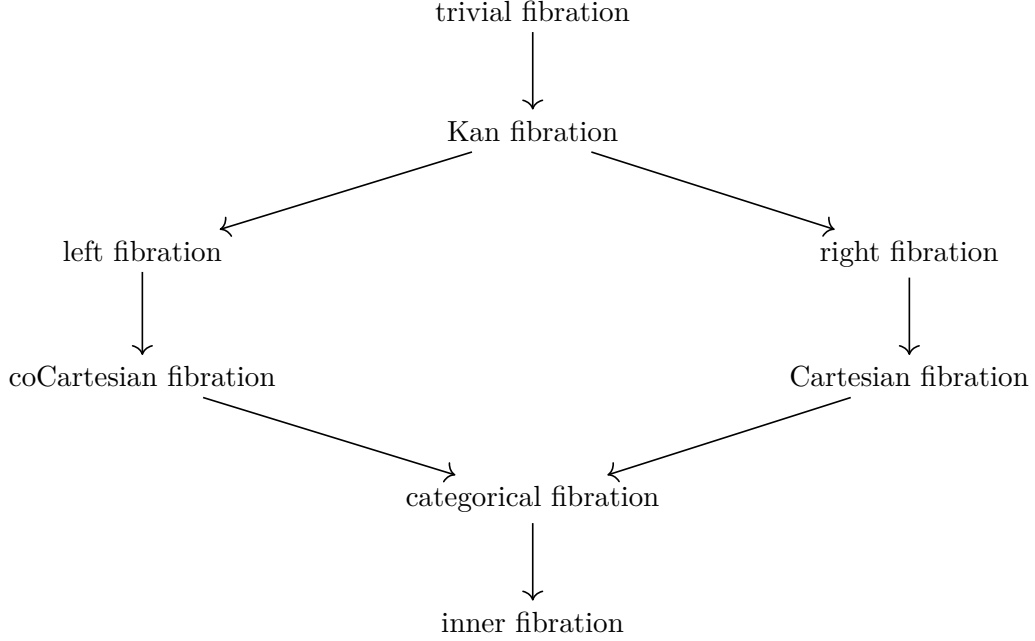 trivial fibration
Kan fibration
left fibration
right fibration
coCartesian fibration
Cartesian fibration
categorical fibration
inner fibration